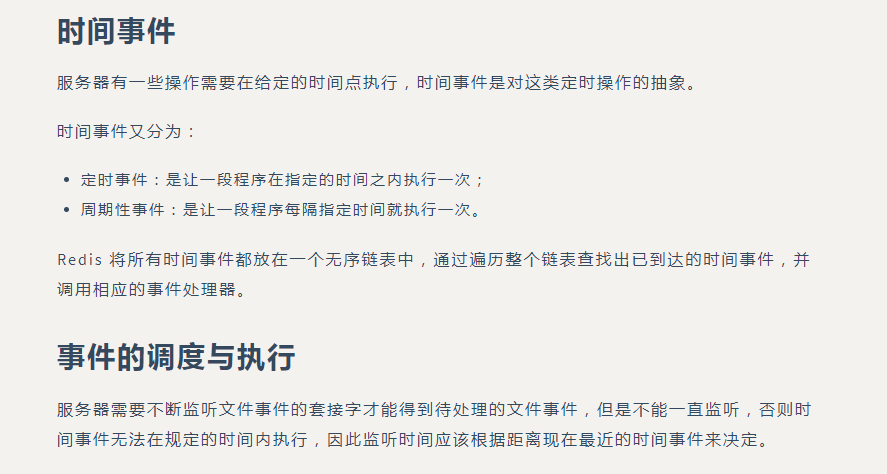 时间事件
服务器有一些操作需要在给定的时间点执行，时间事件是对这类定时操作的抽象。
时间事件又分为：
• 定时事件：是让一段程序在指定的时间之内执行一次；
• 周期性事件：是让一段程序每隔指定时间就执行一次。
Redis 将所有时间事件都放在一个无序链表中，通过遍历整个链表查找出已到达的时间事件，并
调用相应的事件处理器。
事件的调度与执行
服务器需要不断监听文件事件的套接字才能得到待处理的文件事件，但是不能一直监听，否则时
间事件无法在规定的时间内执行，因此监听时间应该根据距离现在最近的时间事件来决定。